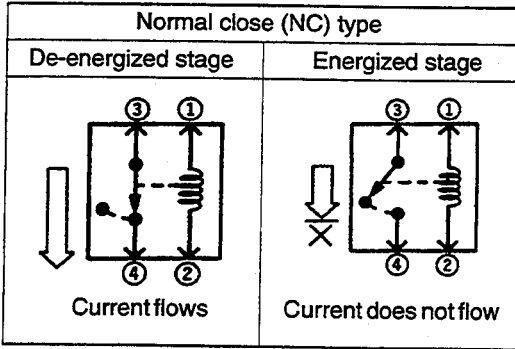 Normal close (NC) type
De-energized stage Energized stage
③ ① ③ ①
④ ② ④ ②
Current flows Current does not flow